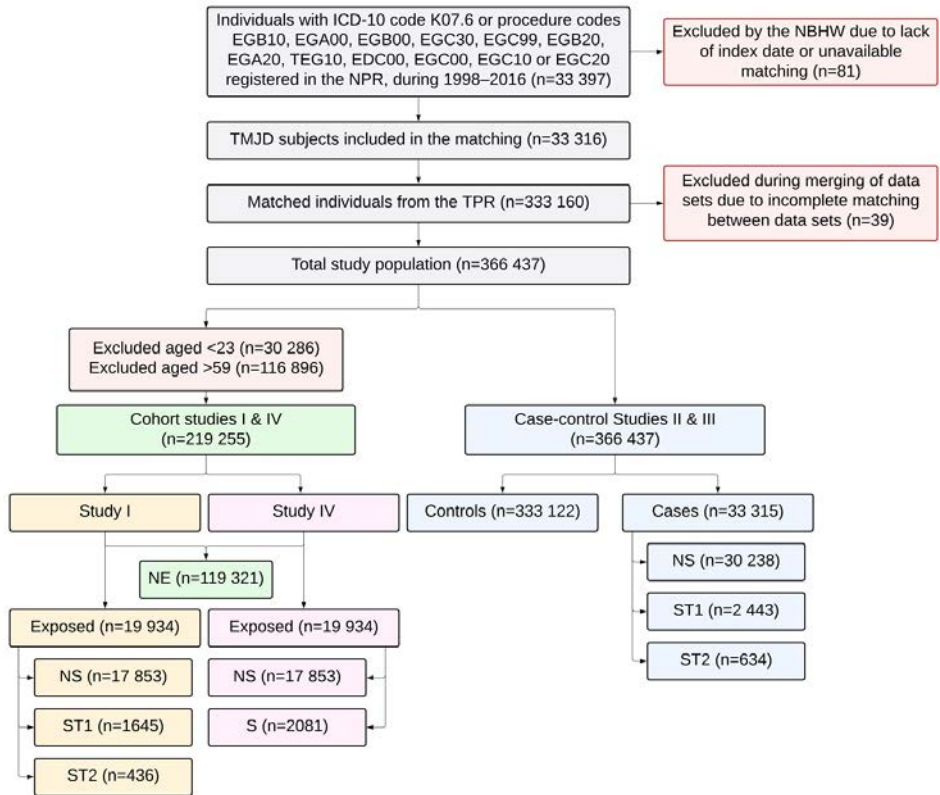 Individuals with ICD-10 code K07.6 or procedure codes
EGB10, EGA00, EGB00, EGC30, EGC99, EGB20,
EGA20, TEG10, EDC00, EGC00, EGC10 or EGC20
registered in the NPR, during 1998–2016 (n=33 397)
Excluded by the NBHW due to lack
of index date or unavailable
matching (n=81)
TMJD subjects included in the matching (n=33 316)
Matched individuals from the TPR (n=333 160)
Excluded during merging of data
sets due to incomplete matching
between data sets (n=39)
Total study population (n=366 437)
Excluded aged <23 (n=30 286)
Excluded aged >59 (n=116 896)
Cohort studies I & IV
(n=219 255)
Case-control Studies II & III
(n=366 437)
Study I
Study IV
Controls (n=333 122)
Cases (n=33 315)
NE (n=119 321)
NS (n=30 238)
ST1 (n=2 443)
ST2 (n=634)
Exposed (n=19 934)
Exposed (n=19 934)
NS (n=17 853)
NS (n=17 853)
ST1 (n=1645)
S (n=2081)
ST2 (n=436)